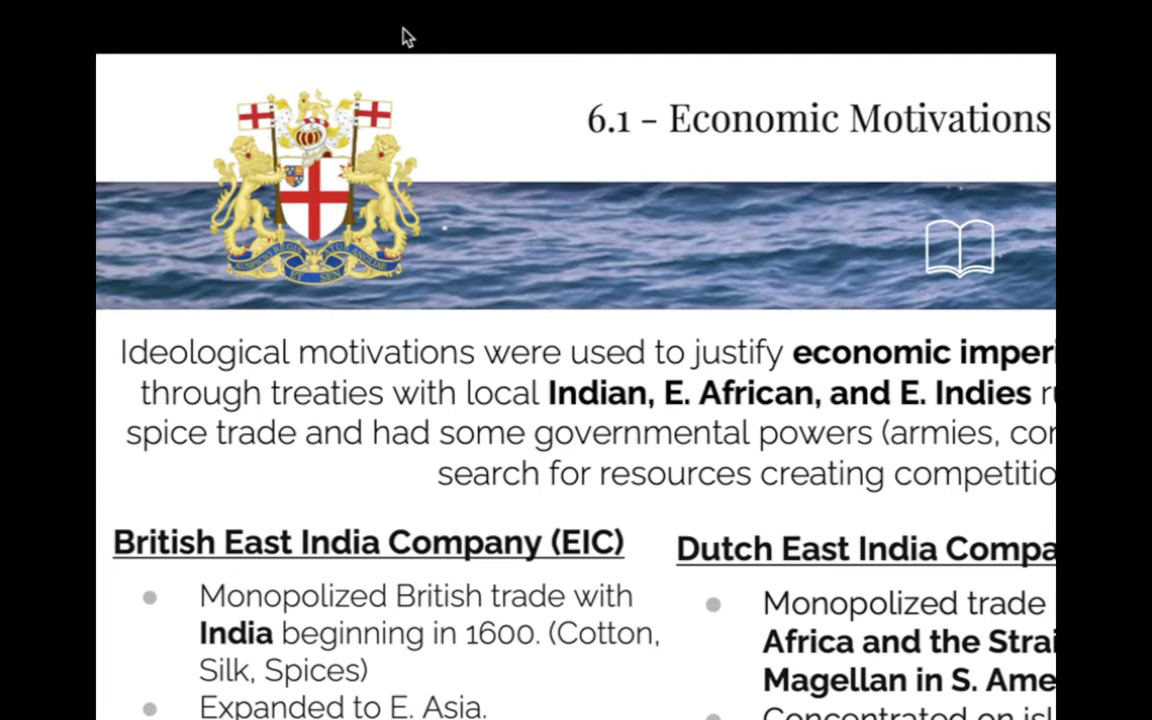 6.1 - Economic Motivations
Ideological motivations were used to justify economic imperi
through treaties with local Indian, E. African, and E. Indies
spice trade and had some governmental powers (armies, cor
search for resources creating competitio
British East India Company (EIC)
● Monopolized British trade with
India beginning in 1600. (Cotton,
Silk, Spices)
● Expanded to E. Asia.
Dutch East India Compa
● Monopolized trade
Africa and the Strai
Magellan in S. Ame